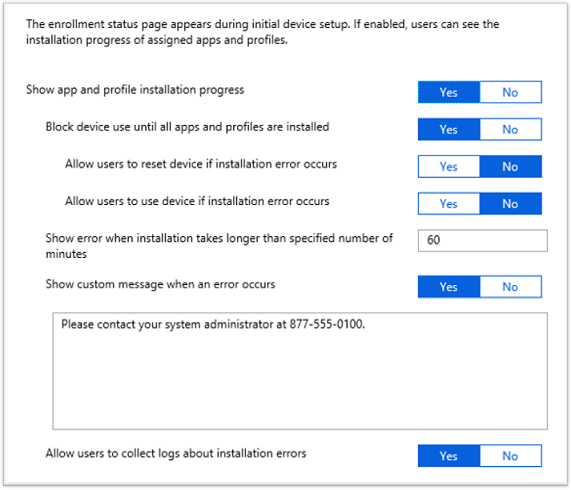 The enrollment status page appears during initial device setup. If enabled, users can see the
installation progress of assigned apps and profiles.
Show app and profile installation progress Yes No
Block device use until all apps and profiles are installed Yes No
Allow users to reset device if installation error occurs Yes No
Allow users to use device if installation error occurs Yes No
Show error when installation takes longer than specified number of 60
minutes
Show custom message when an error occurs Yes No
Please contact your system administrator at 877-555-0100.
Allow users to collect logs about installation errors Yes No